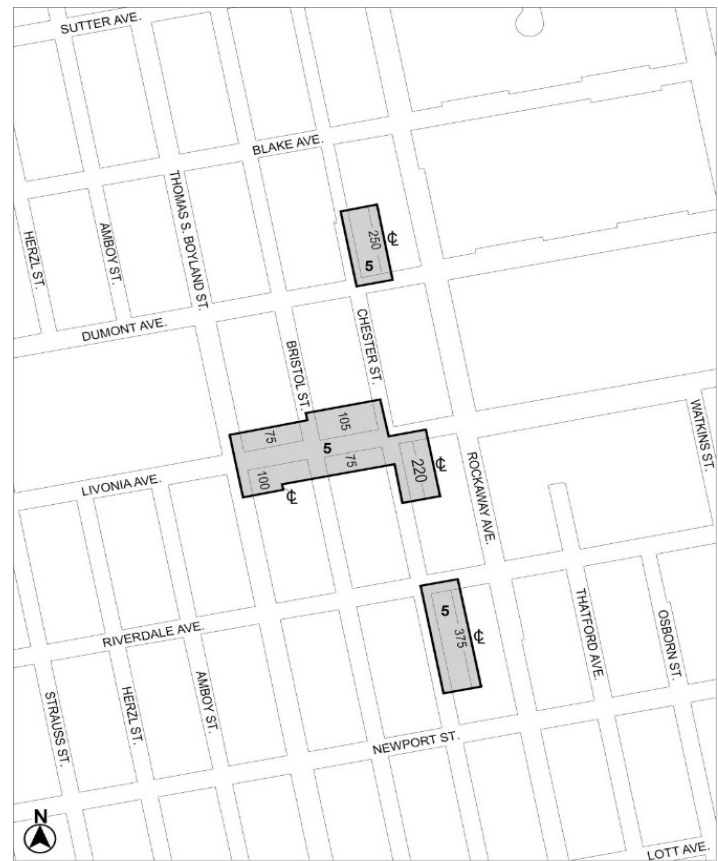 SUTTER AVE.
BLAKE AVE.
THOMAS S. BOYLAND ST.
HERZL ST.
AMBOY ST.
250
℄
5
DUMONT AVE.
CHESTER ST.
BRISTOL ST.
105
75
5
75
100
℄
220
℄
WATKINS ST.
LIVONIA AVE.
ROCKAWAY AVE.
5
375
℄
RIVERDALE AVE.
THATFORD AVE.
OSBORN ST.
STRAUSS ST.
HERZL ST.
AMBOY ST.
NEWPORT ST.
N
LOTT AVE.